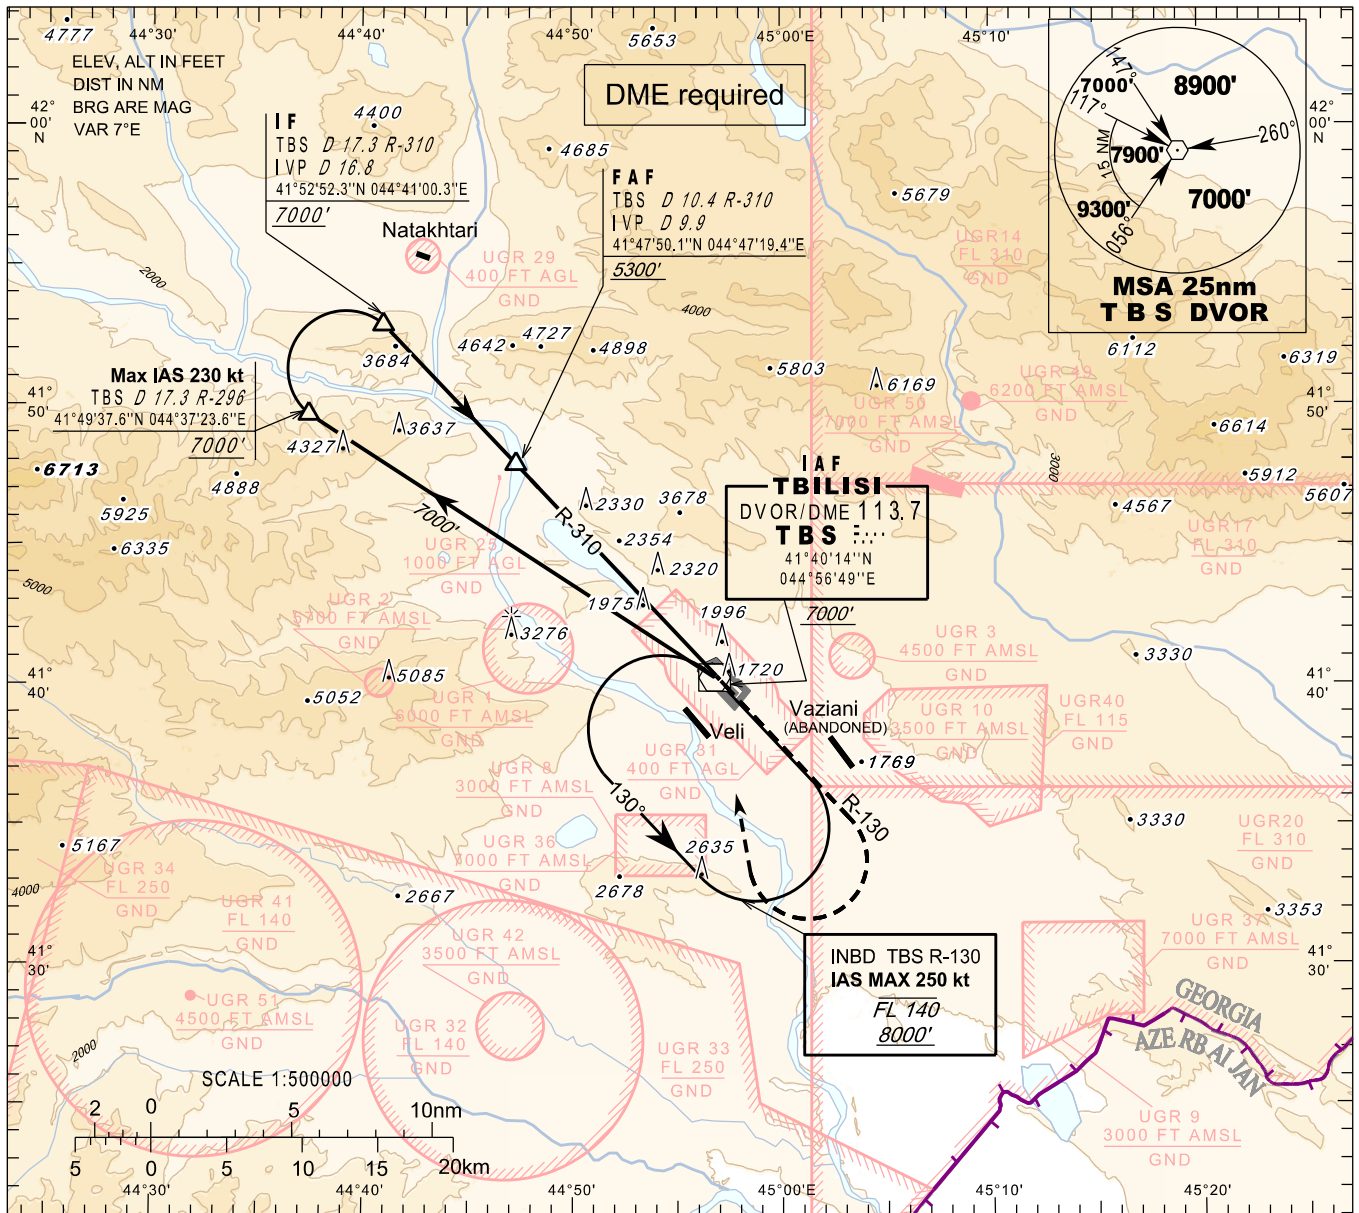 44°30'
44°40'
44°50'
45°00'E
45°10'
4777
5653
ELEV, ALT IN FEET
DIST IN NM
BRG ARE MAG
VAR 7°E
DME required
42°
00'
N
42°
00'
N
147°
7000'
117°
8900'
260°
15 NM
7900'
9300'
056°
7000'
MSA 25nm
TBS DVOR
IF
TBS D 17.3 R-310
IVP D 16.8
41°52'52.3"N 044°41'00.3"E
7000'
4400
4685
FAF
TBS D 10.4 R-310
IVP D 9.9
41°47'50.1"N 044°47'19.4"E
5300'
5679
Natakhtari
UGR 29
400 FT AGL
GND
UGR14
FL 310
GND
2000
4000
3684
4642
4727
4898
5803
6169
6112
6319
UGR 49
6200 FT AMSL
GND
UGR 50
7000 FT AMSL
GND
41°
50'
41°
50'
Max IAS 230 kt
TBS D 17.3 R-296
41°49'37.6"N 044°37'23.6"E
7000'
4327
3637
6614
6713
4888
5925
6335
3000
5912
5607
4567
UGR17
FL 310
GND
IAF
TBILISI
DVOR/DME 113.7
TBS
41°40'14"N
044°56'49"E
7000'
7000'
R-310
2330
3678
2354
2320
UGR 25
1000 FT AGL
GND
5000
UGR 2
5700 FT AMSL
GND
1975
1996
3276
1720
UGR 3
4500 FT AMSL
GND
3330
41°
40'
41°
40'
5085
5052
UGR 1
6000 FT AMSL
GND
Veli
Vaziani
(ABANDONED)
1769
UGR 10
3500 FT AMSL
GND
UGR40
FL 115
GND
UGR 31
400 FT AGL
GND
UGR 8
3000 FT AMSL
GND
130°
R-130
3330
UGR20
FL 310
GND
5167
UGR 36
7000 FT AMSL
GND
2635
2678
2667
UGR 34
FL 250
GND
4000
UGR 41
FL 140
GND
3353
UGR 37
7000 FT AMSL
GND
UGR 42
3500 FT AMSL
GND
41°
30'
41°
30'
INBD TBS R-130
IAS MAX 250 kt
FL 140
8000'
UGR 51
4500 FT AMSL
GND
GEORGIA
AZERBAIJAN
UGR 32
FL 140
GND
2000
UGR 33
FL 250
GND
SCALE 1:500000
UGR 9
3000 FT AMSL
GND
2 0 5 10nm
5 0 5 10 15 20km
44°30'
44°40'
44°50'
45°00'E
45°10'
45°20'